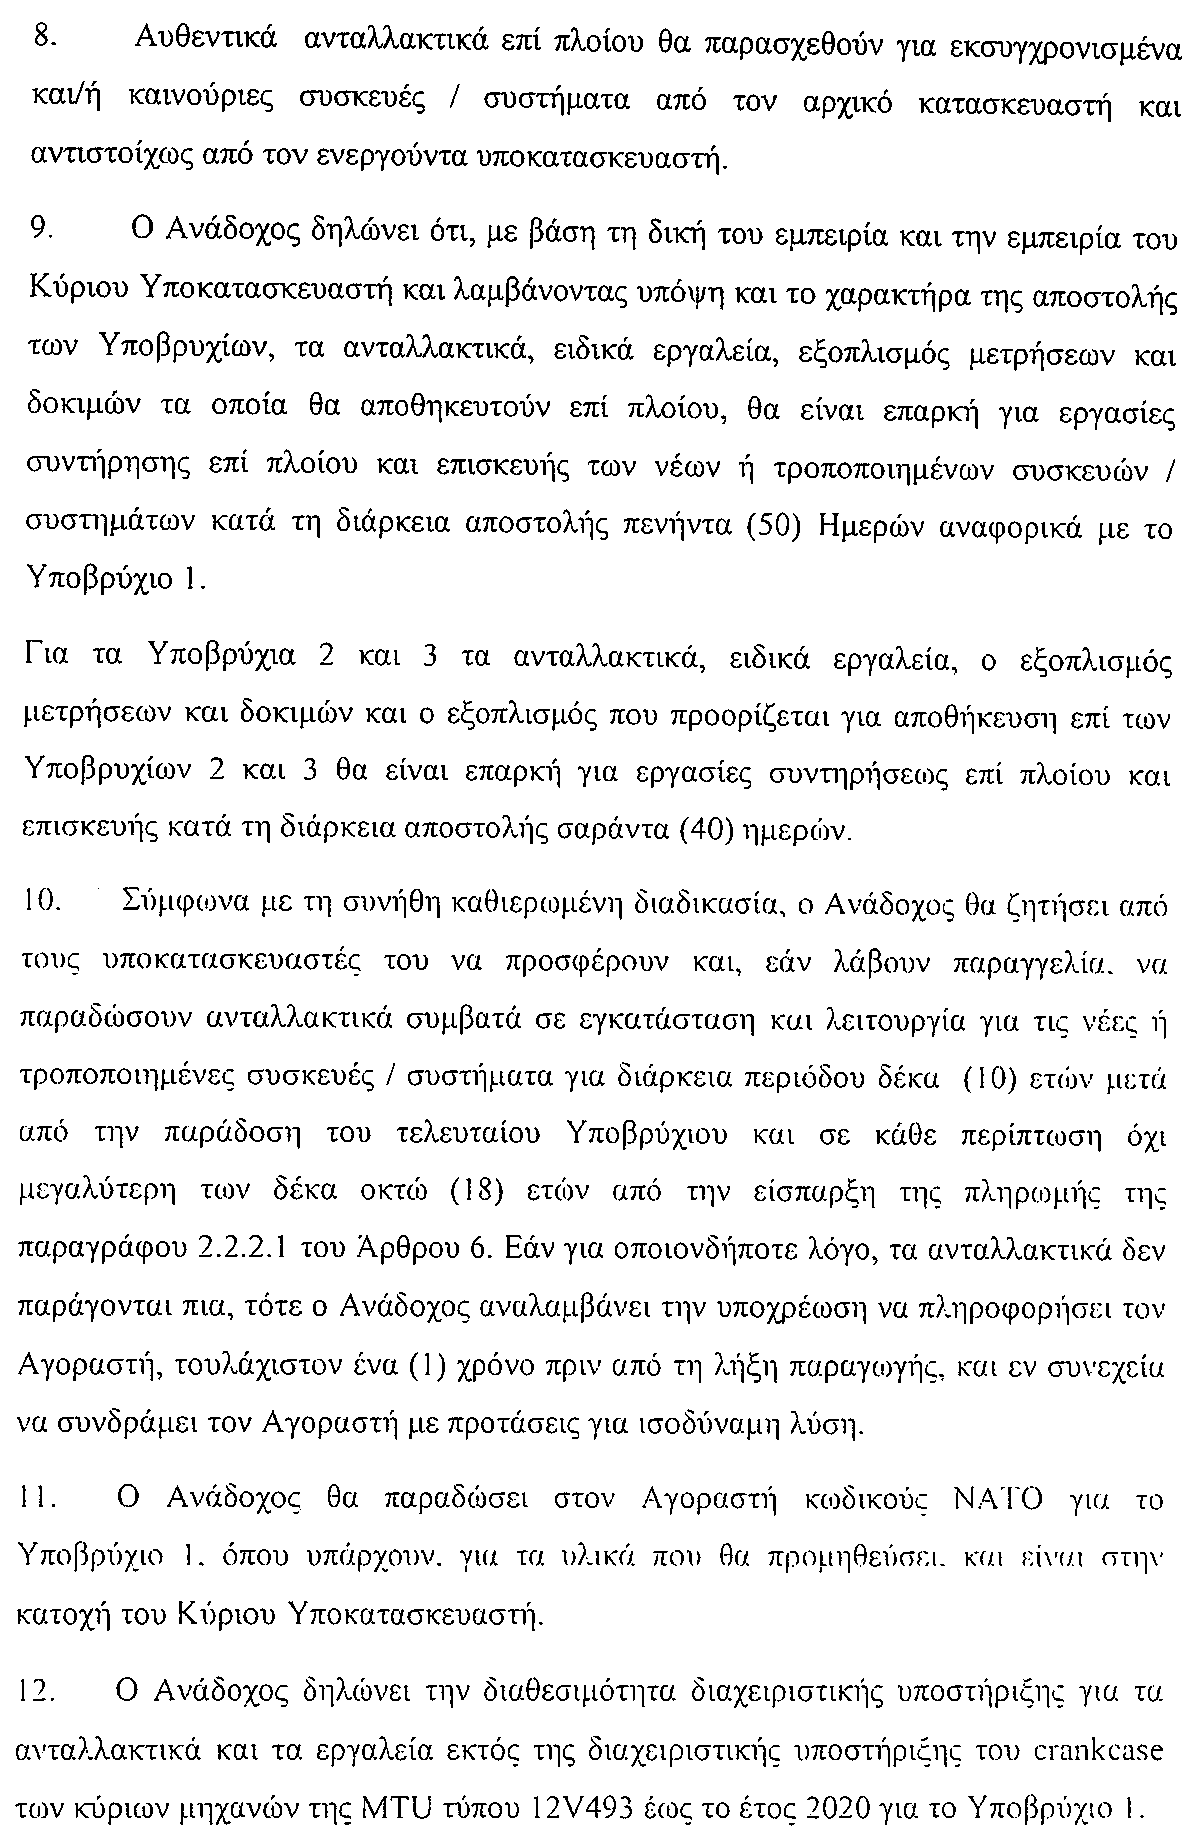 8. Αυθεντικά ανταλλακτικά επί πλοίου θα παρασχεθούν για εκσυγχρονισμένα
και/ή καινούριες συσκευές / συστήματα από τον αρχικό κατασκευαστή και
αντιστοίχως από τον ενεργούντα υποκατασκευαστή.
9. Ο Ανάδοχος δηλώνει ότι, με βάση τη δική του εμπειρία και την εμπειρία του
Κύριου Υποκατασκευαστή και λαμβάνοντας υπόψη και το χαρακτήρα της αποστολής
των Υποβρυχίων, τα ανταλλακτικά, ειδικά εργαλεία, εξοπλισμός μετρήσεων και
δοκιμών τα οποία θα αποθηκευτούν επί πλοίου, θα είναι επαρκή για εργασίες
συντήρησης επί πλοίου και επισκευής των νέων ή τροποποιημένων συσκευών /
συστημάτων κατά τη διάρκεια αποστολής πενήντα (50) Ημερών αναφορικά με το
Υποβρύχιο 1.
Για τα Υποβρύχια 2 και 3 τα ανταλλακτικά, ειδικά εργαλεία, ο εξοπλισμός
μετρήσεων και δοκιμών και ο εξοπλισμός που προορίζεται για αποθήκευση επί των
Υποβρυχίων 2 και 3 θα είναι επαρκή για εργασίες συντηρήσεως επί πλοίου και
επισκευής κατά τη διάρκεια αποστολής σαράντα (40) ημερών.
10. Σύμφωνα με τη συνήθη καθιερωμένη διαδικασία, ο Ανάδοχος θα ζητήσει από
τους υποκατασκευαστές του να προσφέρουν και, εάν λάβουν παραγγελία, να
παραδώσουν ανταλλακτικά συμβατά σε εγκατάσταση και λειτουργία για τις νέες ή
τροποποιημένες συσκευές / συστήματα για διάρκεια περιόδου δέκα (10) ετών μετά
από την παράδοση του τελευταίου Υποβρύχιου και σε κάθε περίπτωση όχι
μεγαλύτερη των δέκα οκτώ (18) ετών από την είσπαρξη της πληρωμής της
παραγράφου 2.2.2.1 του Άρθρου 6. Εάν για οποιονδήποτε λόγο, τα ανταλλακτικά δεν
παράγονται πια, τότε ο Ανάδοχος αναλαμβάνει την υποχρέωση να πληροφορήσει τον
Αγοραστή, τουλάχιστον ένα (1) χρόνο πριν από τη λήξη παραγωγής, και εν συνεχεία
να συνδράμει τον Αγοραστή με προτάσεις για ισοδύναμη λύση.
11. Ο Ανάδοχος θα παραδώσει στον Αγοραστή κωδικούς NATO για το
Υποβρύχιο 1, όπου υπάρχουν, για τα υλικά που θα προμηθεύσει, και είναι στην
κατοχή του Κύριου Υποκατασκευαστή.
12. Ο Ανάδοχος δηλώνει την διαθεσιμότητα διαχειριστικής υποστήριξης για τα
ανταλλακτικά και τα εργαλεία εκτός της διαχειριστικής υποστήριξης του crankcase
των κύριων μηχανών της MTU τύπου 12V493 έως το έτος 2020 για το Υποβρύχιο 1.